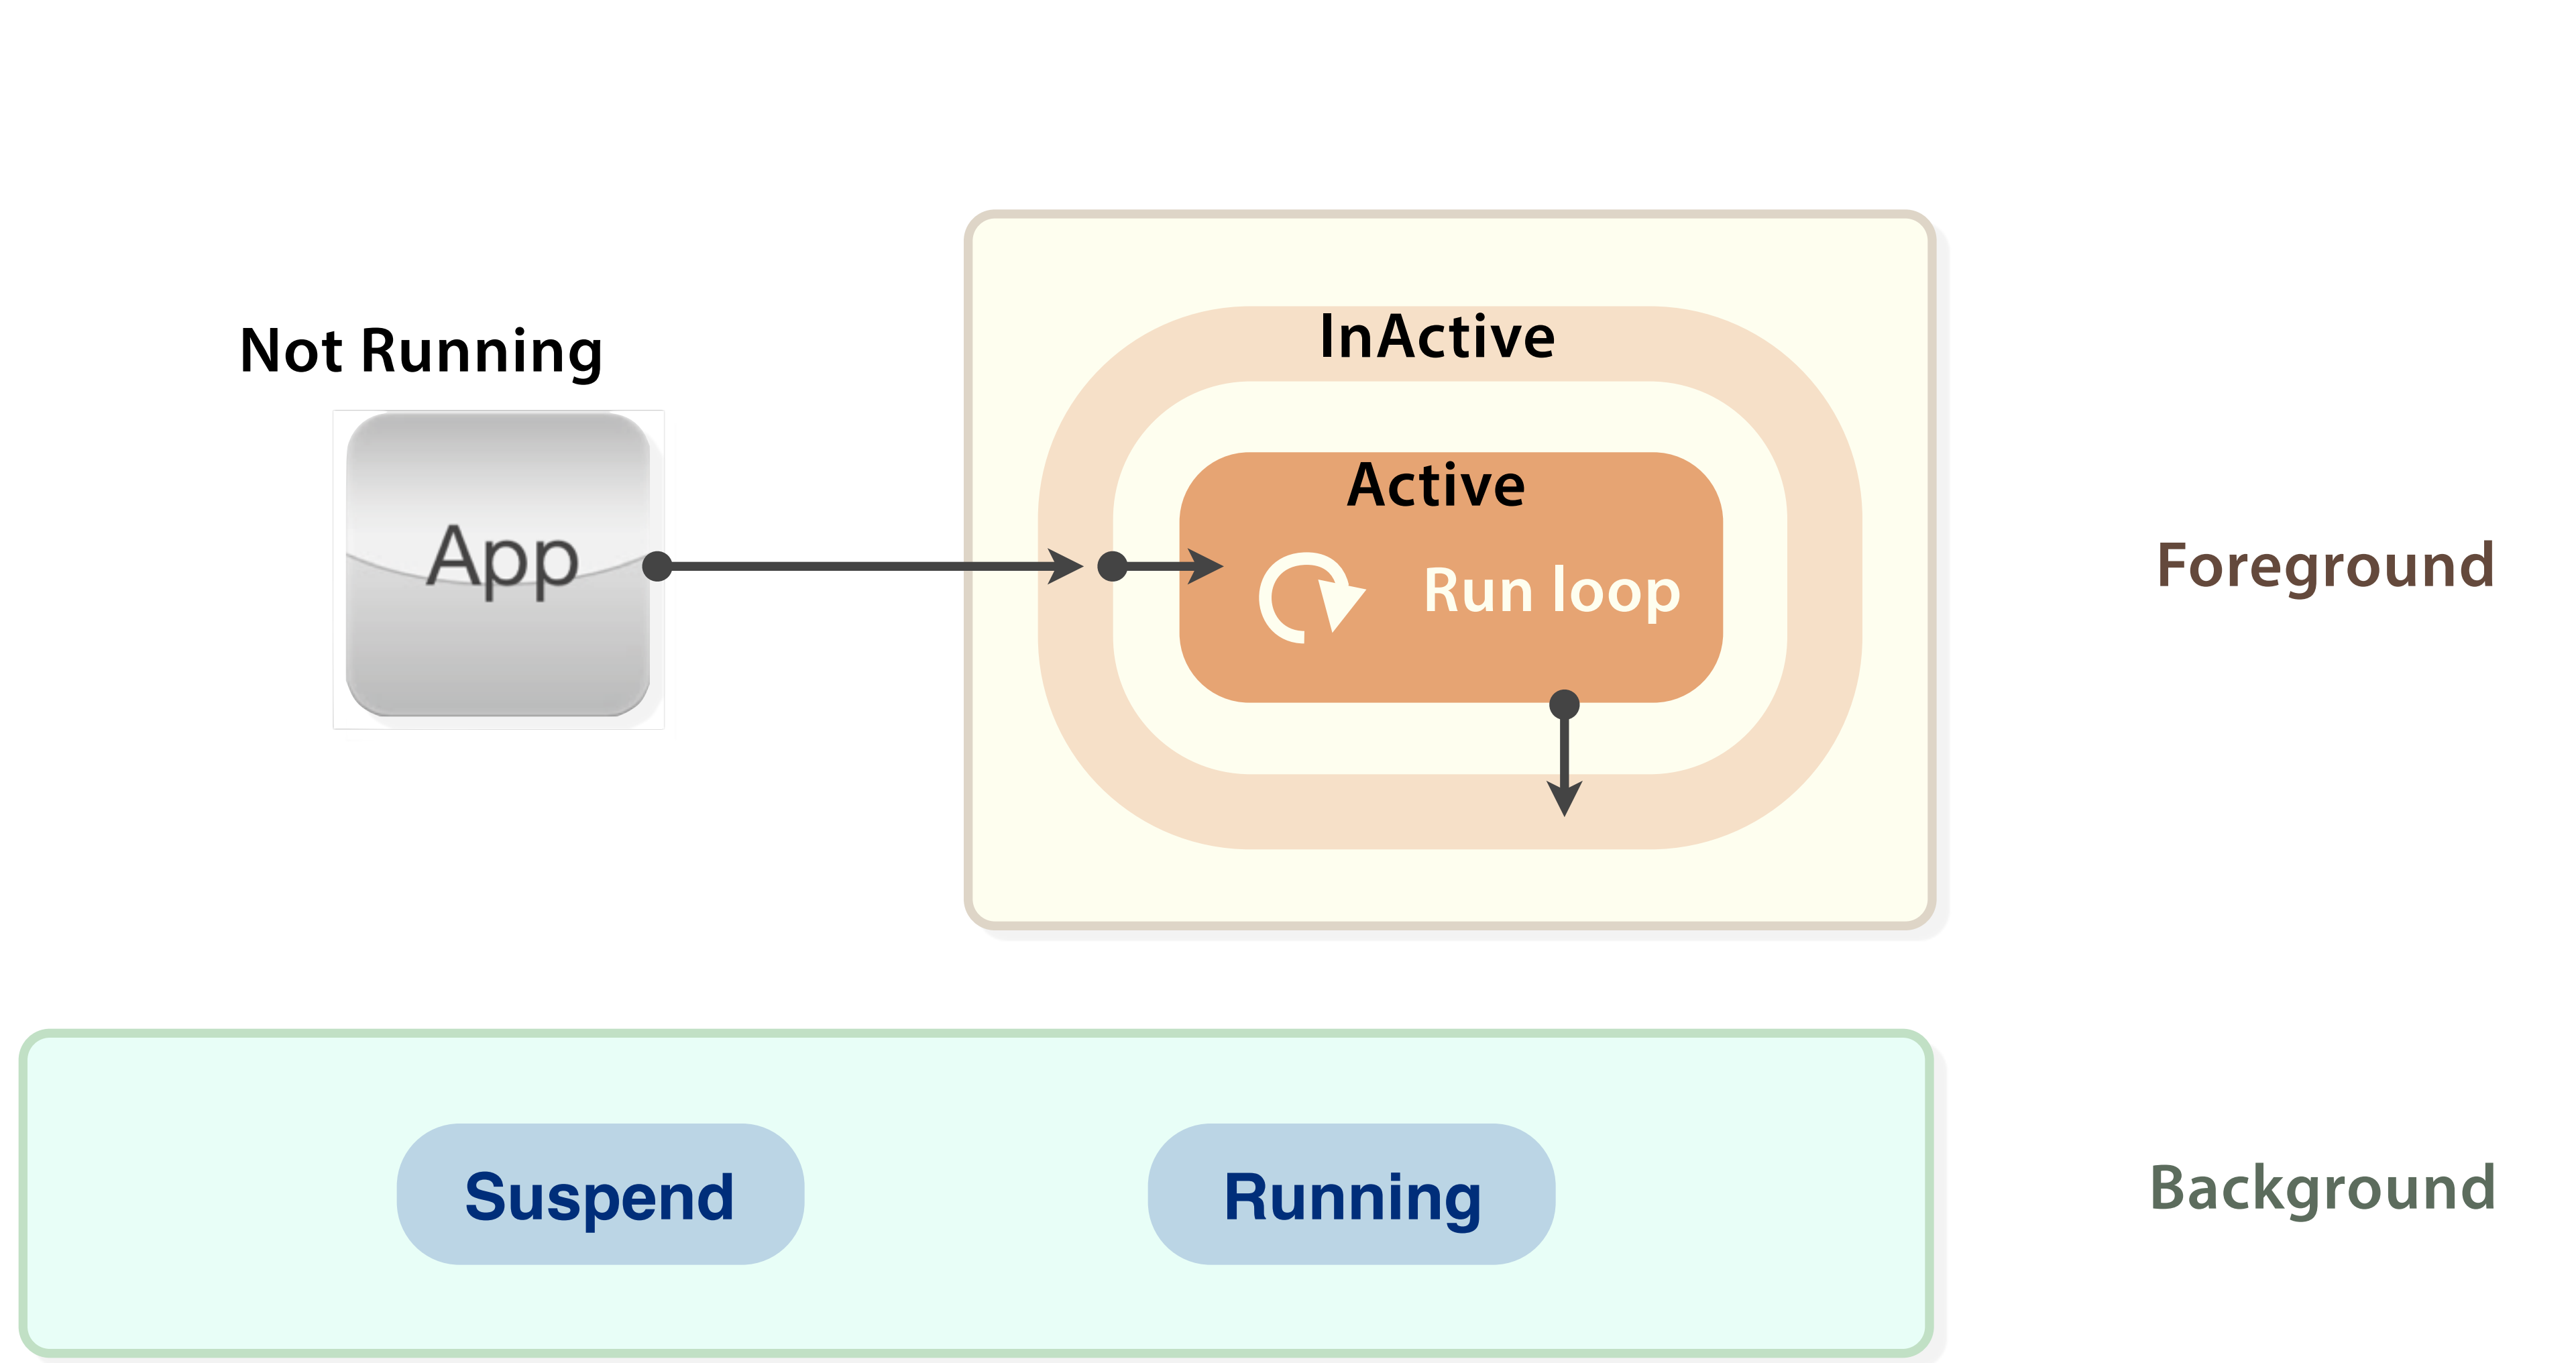 Not Running
App
InActive
Active
Run loop
Foreground
Suspend
Running
Background